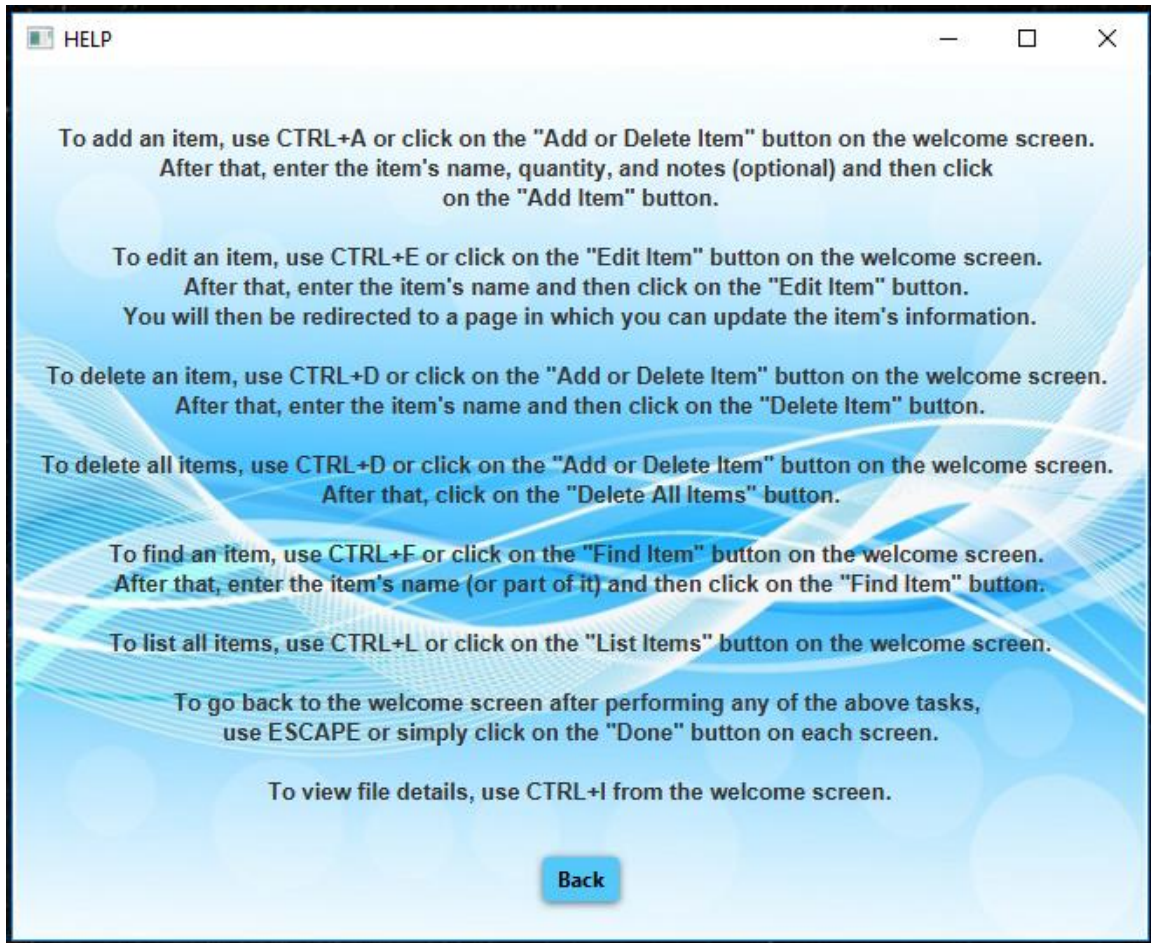 HELP
To add an item, use CTRL+A or click on the "Add or Delete Item" button on the welcome screen.
After that, enter the item's name, quantity, and notes (optional) and then click
on the "Add Item" button.
To edit an item, use CTRL+E or click on the "Edit Item" button on the welcome screen.
After that, enter the item's name and then click on the "Edit Item" button.
You will then be redirected to a page in which you can update the item's information.
To delete an item, use CTRL+D or click on the "Add or Delete Item" button on the welcome screen.
After that, enter the item's name and then click on the "Delete Item" button.
To delete all items, use CTRL+D or click on the "Add or Delete Item" button on the welcome screen.
After that, click on the "Delete All Items" button.
To find an item, use CTRL+F or click on the "Find Item" button on the welcome screen.
After that, enter the item's name (or part of it) and then click on the "Find Item" button.
To list all items, use CTRL+L or click on the "List Items" button on the welcome screen.
To go back to the welcome screen after performing any of the above tasks,
use ESCAPE or simply click on the "Done" button on each screen.
To view file details, use CTRL+I from the welcome screen.
Back